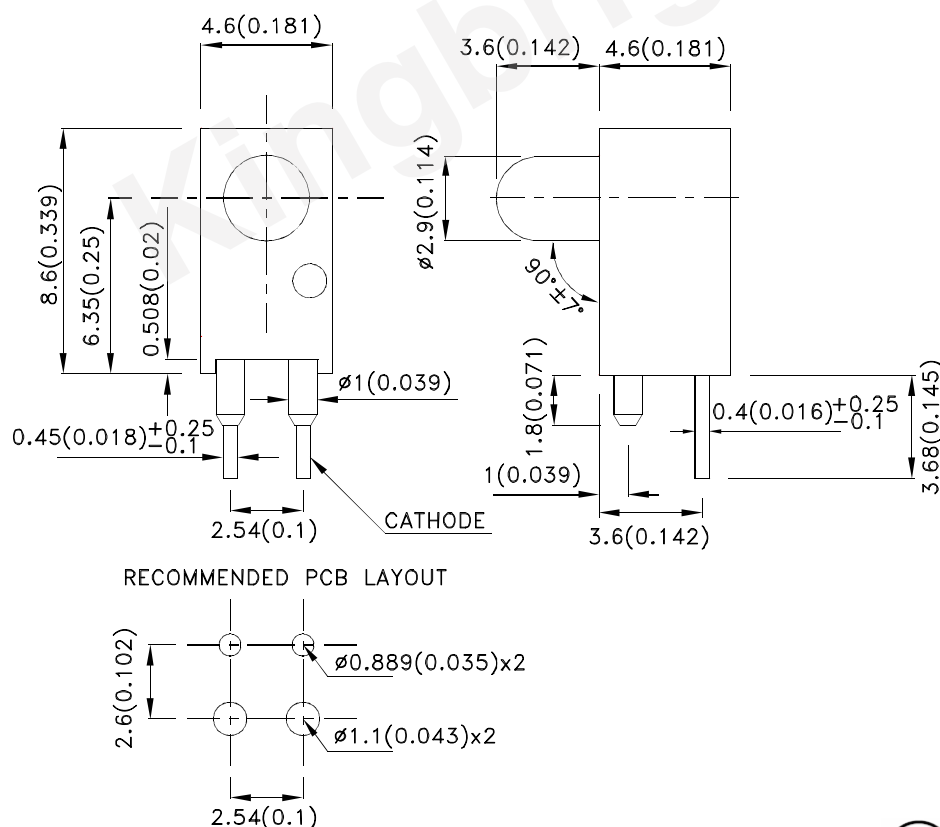 4.6(0.181)
3.6(0.142)
4.6(0.181)
8.6(0.339)
6.35(0.25)
0.508(0.02)
ø2.9(0.114)
90°±7°
ø1(0.039)
0.45(0.018)+0.25 −0.1
1.8(0.071)
0.4(0.016)+0.25 −0.1
3.68(0.145)
1(0.039)
2.54(0.1)
CATHODE
3.6(0.142)
RECOMMENDED PCB LAYOUT
2.6(0.102)
ø0.889(0.035)x2
ø1.1(0.043)x2
2.54(0.1)
Kingbrig